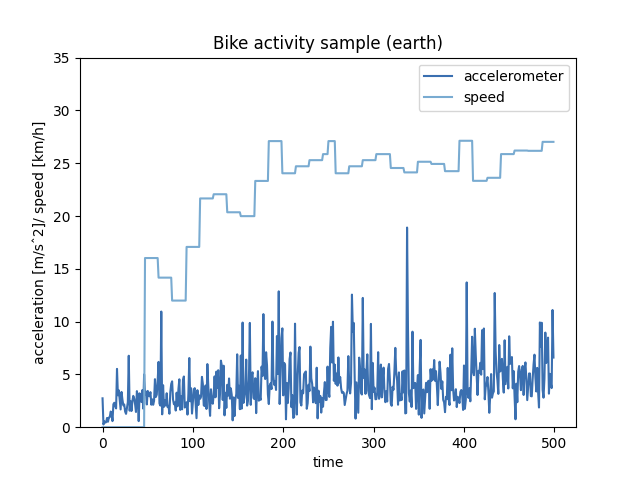 Bike activity sample (earth)
accelerometer
speed
acceleration [m/s^2]/ speed [km/h]
35
30
25
20
15
10
5
0
0 100 200 300 400 500
time